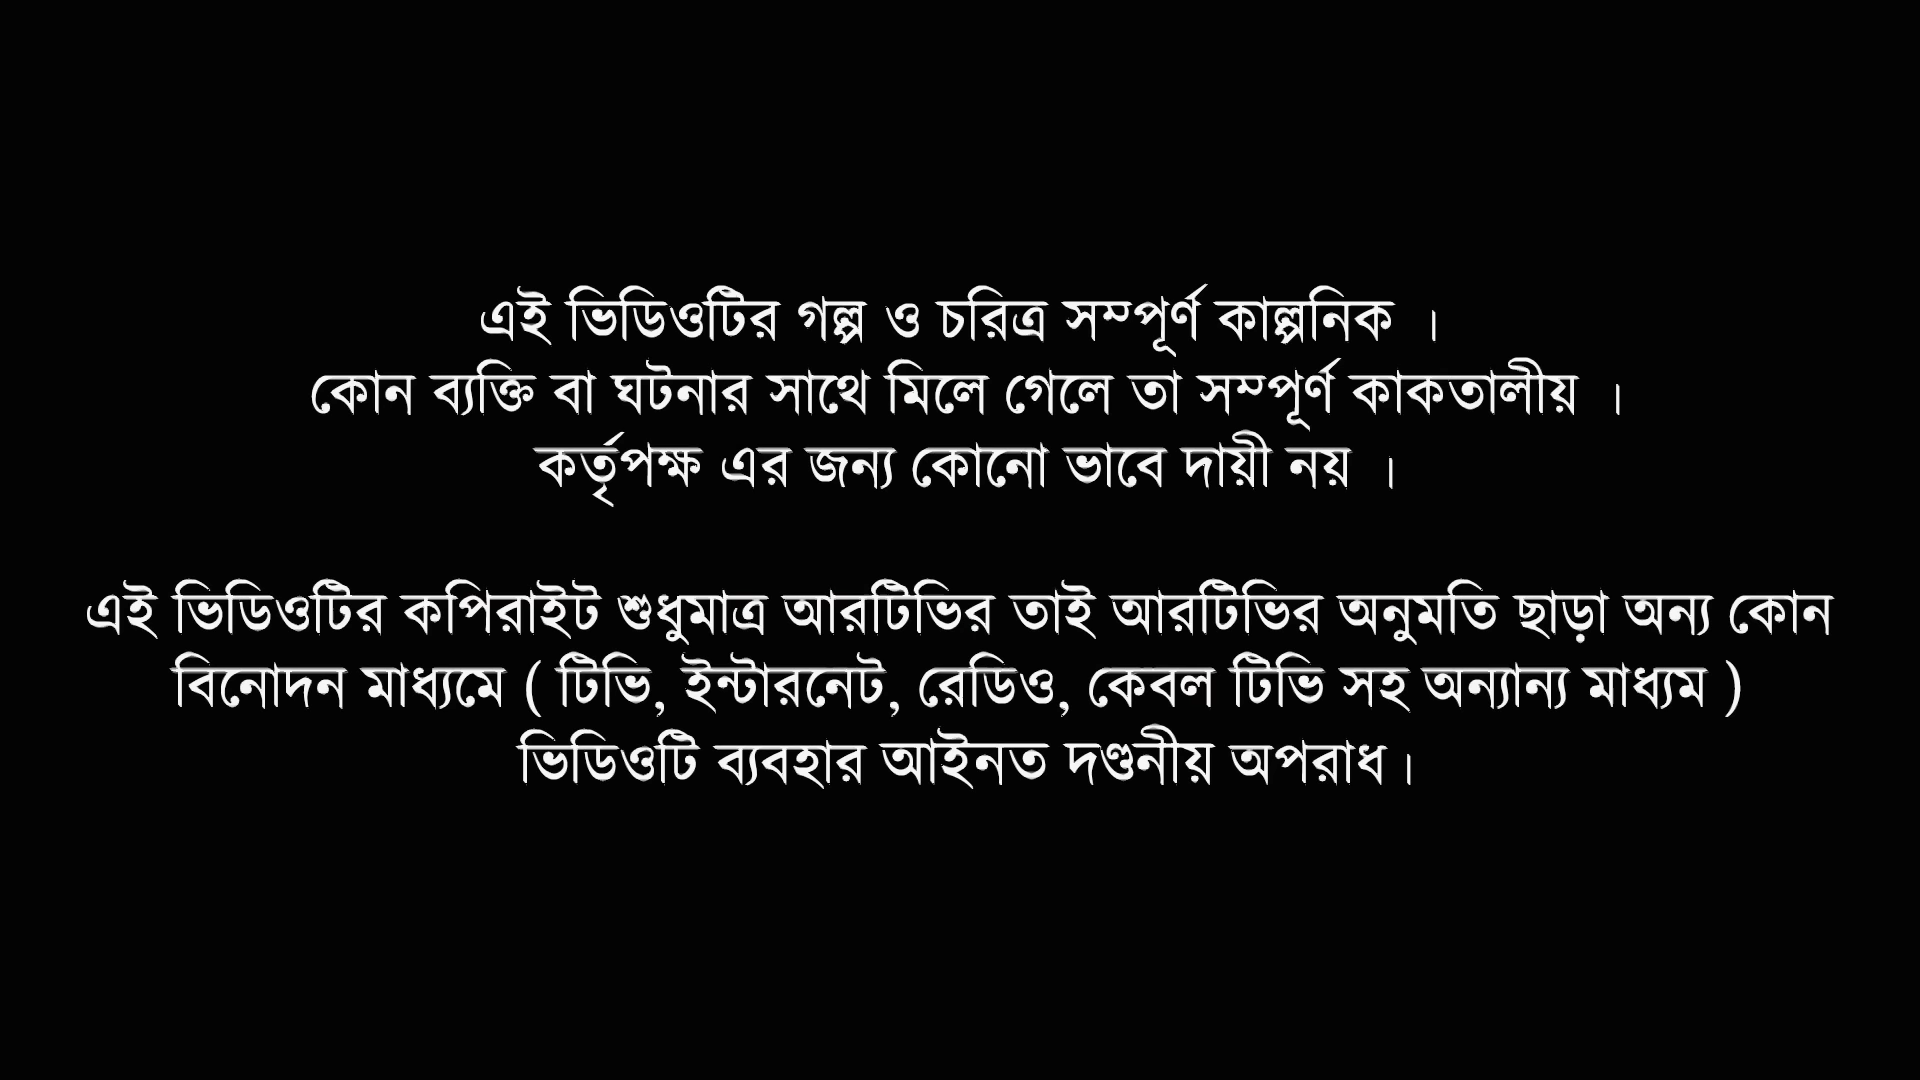 এই ভিডিওটির গল্প ও চরিত্র সম্পূর্ণ কাল্পনিক ।
কোন ব্যক্তি বা ঘটনার সাথে মিলে গেলে তা সম্পূর্ণ কাকতালীয় ।
কর্তৃপক্ষ এর জন্য কোনো ভাবে দায়ী নয় ।
এই ভিডিওটির কপিরাইট শুধুমাত্র আরটিভির তাই আরটিভির অনুমতি ছাড়া অন্য কোন
বিনোদন মাধ্যমে ( টিভি, ইন্টারনেট, রেডিও, কেবল টিভি সহ অন্যান্য মাধ্যম )
ভিডিওটি ব্যবহার আইনত দণ্ডনীয় অপরাধ।